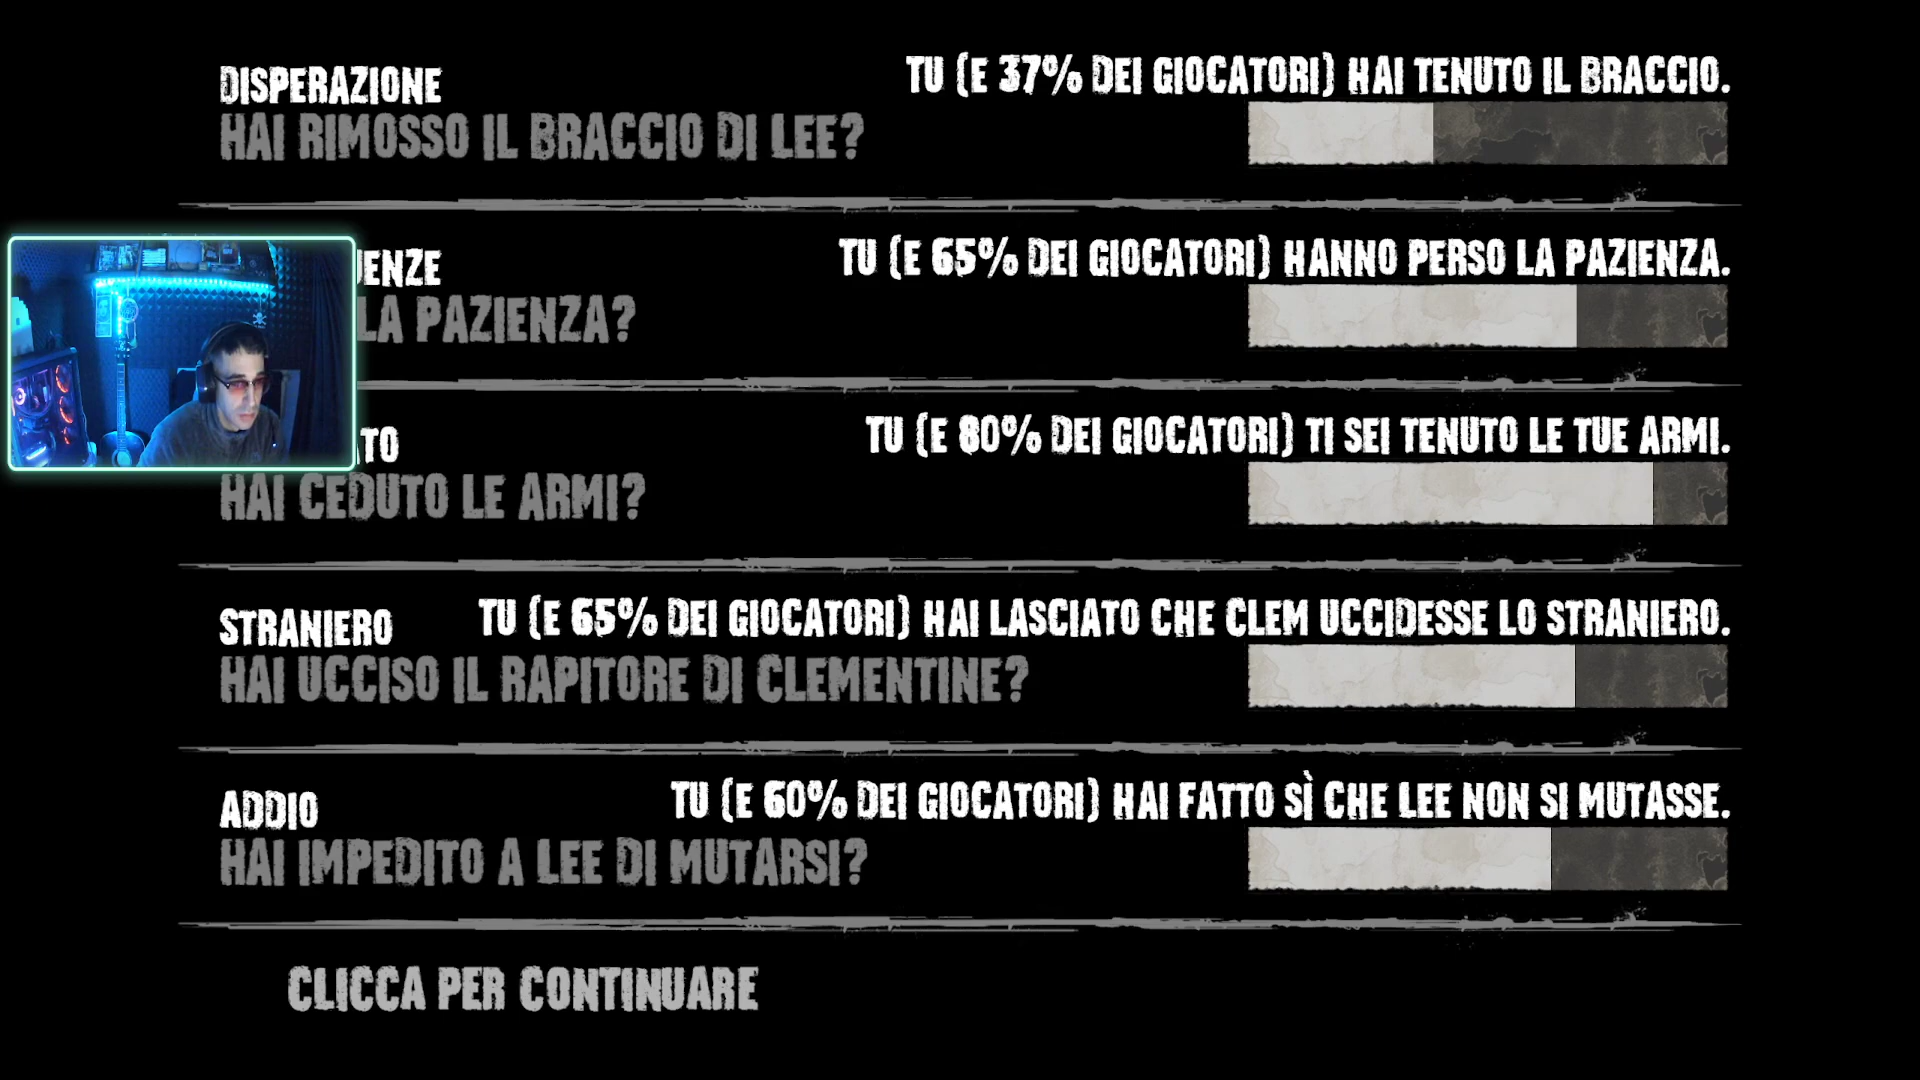 DISPERAZIONE
TU (E 37% DEI GIOCATORI) HAI TENUTO IL BRACCIO.
HAI RIMOSSO IL BRACCIO DI LEE?
TU (E 65% DEI GIOCATORI) HANNO PERSO LA PAZIENZA.
LA PAZIENZA?
TU (E 80% DEI GIOCATORI) TI SEI TENUTO LE TUE ARMI.
HAI CEDUTO LE ARMI?
STRANIERO
TU (E 65% DEI GIOCATORI) HAI LASCIATO CHE CLEM UCCIDESSE LO STRANIERO.
HAI UCCISO IL RAPITORE DI CLEMENTINE?
ADDIO
TU (E 60% DEI GIOCATORI) HAI FATTO SÌ CHE LEE NON SI MUTASSE.
HAI IMPEDITO A LEE DI MUTARSI?
CLICCA PER CONTINUARE